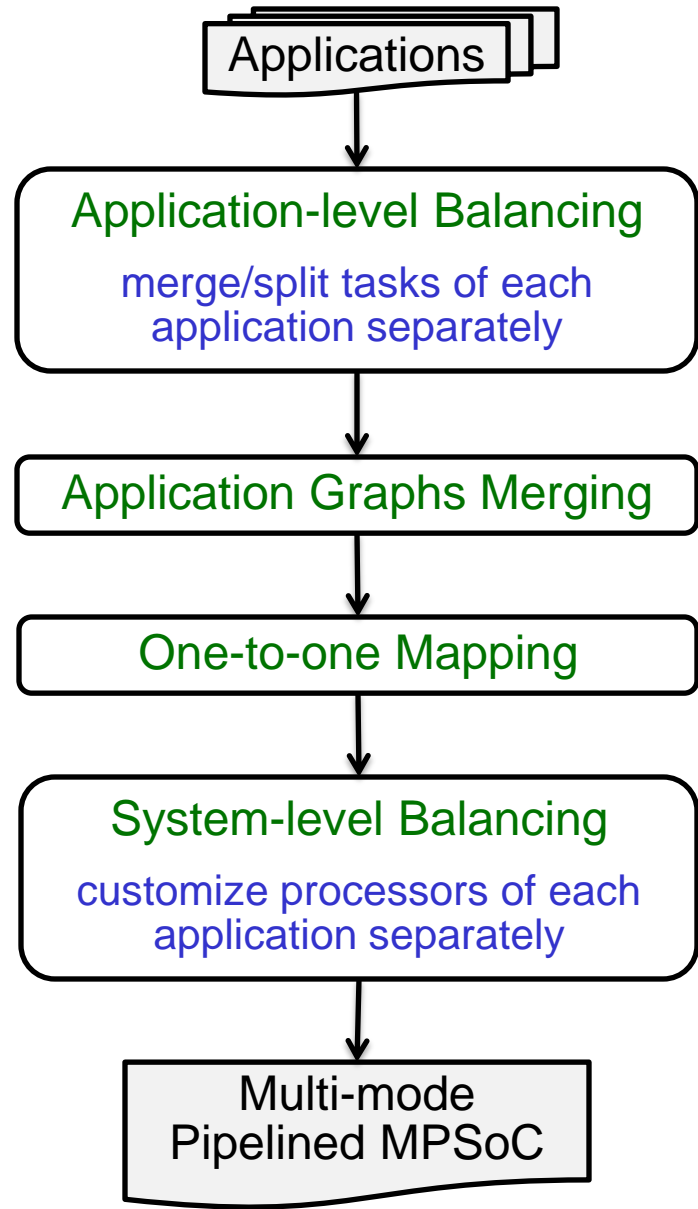 Applications
Application-level Balancing
merge/split tasks of each
application separately
Application Graphs Merging
One-to-one Mapping
System-level Balancing
customize processors of each
application separately
Multi-mode
Pipelined MPSoC